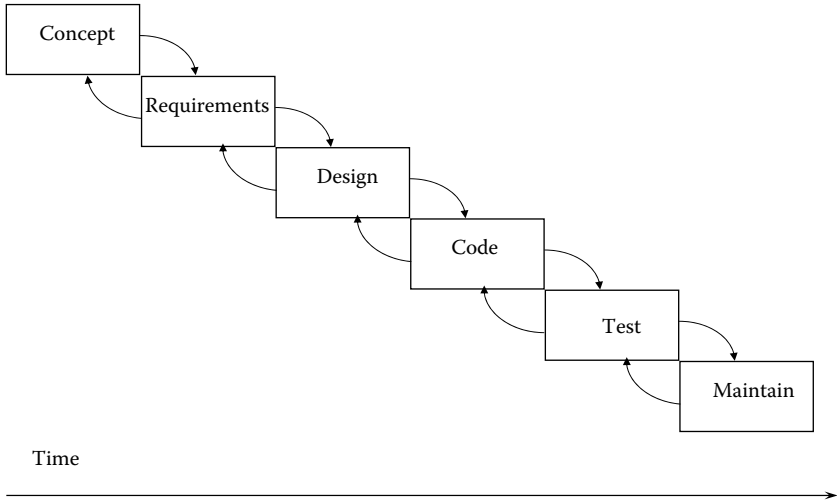 Concept
Requirements
Design
Code
Test
Maintain
Time